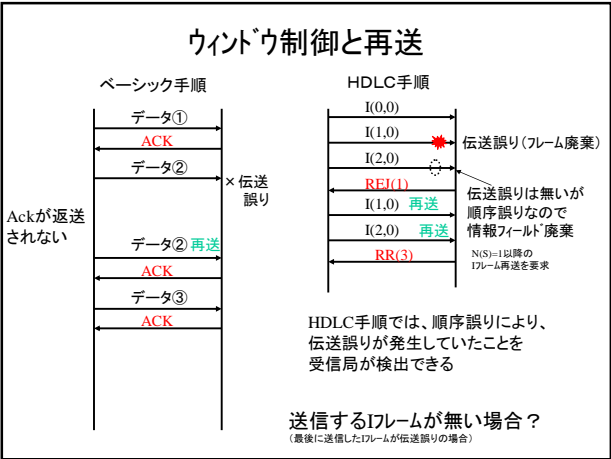 ウィンドウ制御と再送
ベーシック手順
データ①
ACK
データ②
×伝送
誤り
Ackが返送
されない
データ② 再送
ACK
データ③
ACK
HDLC手順
I(0,0)
I(1,0)
伝送誤り(フレーム廃棄)
I(2,0)
REJ(1)
伝送誤りは無いが
順序誤りなので
情報フィールド廃棄
I(1,0) 再送
I(2,0) 再送
N(S)=1以降の
Iフレーム再送を要求
RR(3)
HDLC手順では、順序誤りにより、
伝送誤りが発生していたことを
受信局が検出できる
送信するIフレームが無い場合?
(最後に送信したIフレームが伝送誤りの場合)